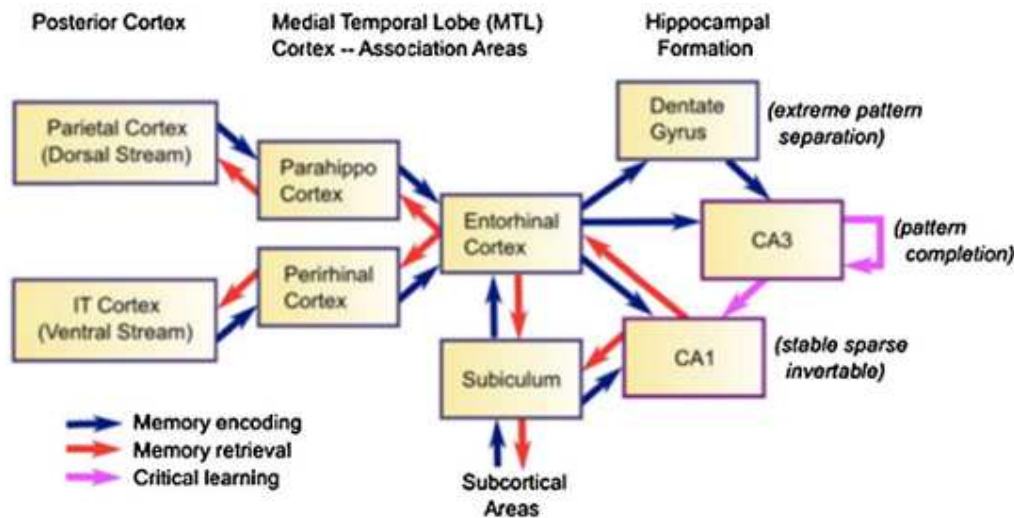 Posterior Cortex
Medial Temporal Lobe (MTL)
Cortex -- Association Areas
Hippocampal
Formation
Parietal Cortex
(Dorsal Stream)
Parahippo
Cortex
Dentate
Gyrus
(extreme pattern
separation)
Entorhinal
Cortex
CA3
(pattern
completion)
IT Cortex
(Ventral Stream)
Perirhinal
Cortex
Subiculum
CA1
(stable sparse
invertable)
Memory encoding
Memory retrieval
Critical learning
Subcortical
Areas